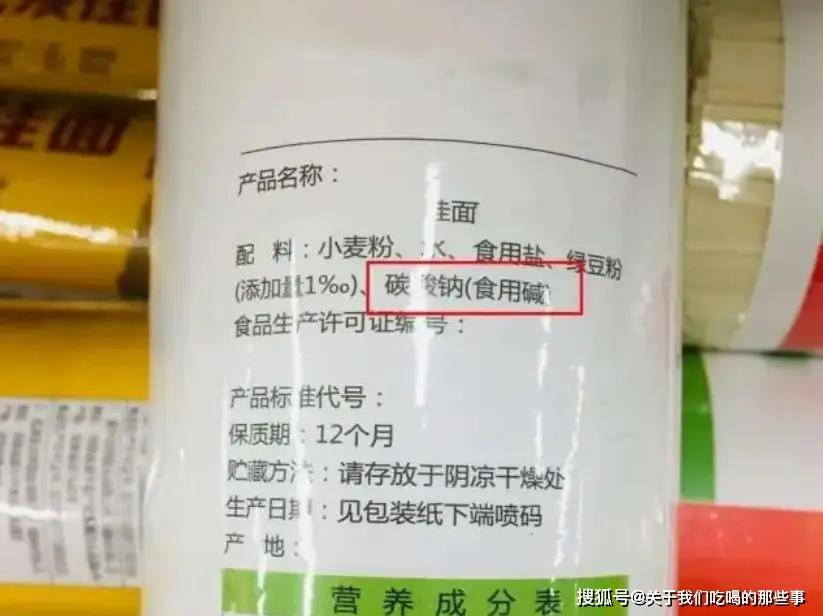 挂面
产品名称：
挂面
配 料：小麦粉、水、食用盐、绿豆粉
(添加量1‰)、碳酸钠(食用碱)
食品生产许可证编号：
产品标准代号：
保质期：12个月
贮藏方法：请存放于阴凉干燥处
生产日期：见包装纸下端喷码
产 地：
营养成分表
搜狐号@关于我们吃喝的那些事